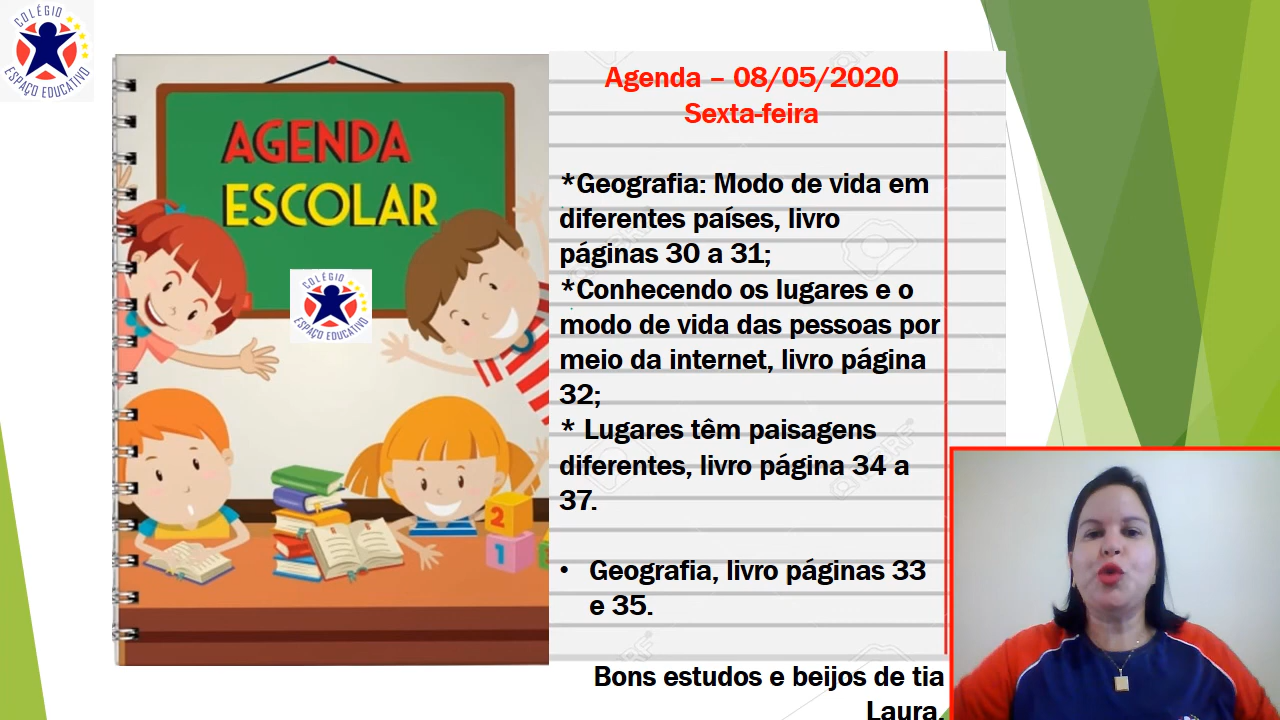 COLÉGIO
ESPAÇO EDUCATIVO
AGENDA
ESCOLAR
COLÉGIO
ESPAÇO EDUCATIVO
2
1
Agenda – 08/05/2020
Sexta-feira
*Geografia: Modo de vida em
diferentes países, livro
páginas 30 a 31;
*Conhecendo os lugares e o
modo de vida das pessoas por
meio da internet, livro página
32;
* Lugares têm paisagens
diferentes, livro página 34 a
37.
• Geografia, livro páginas 33
e 35.
Bons estudos e beijos de tia
Laura.